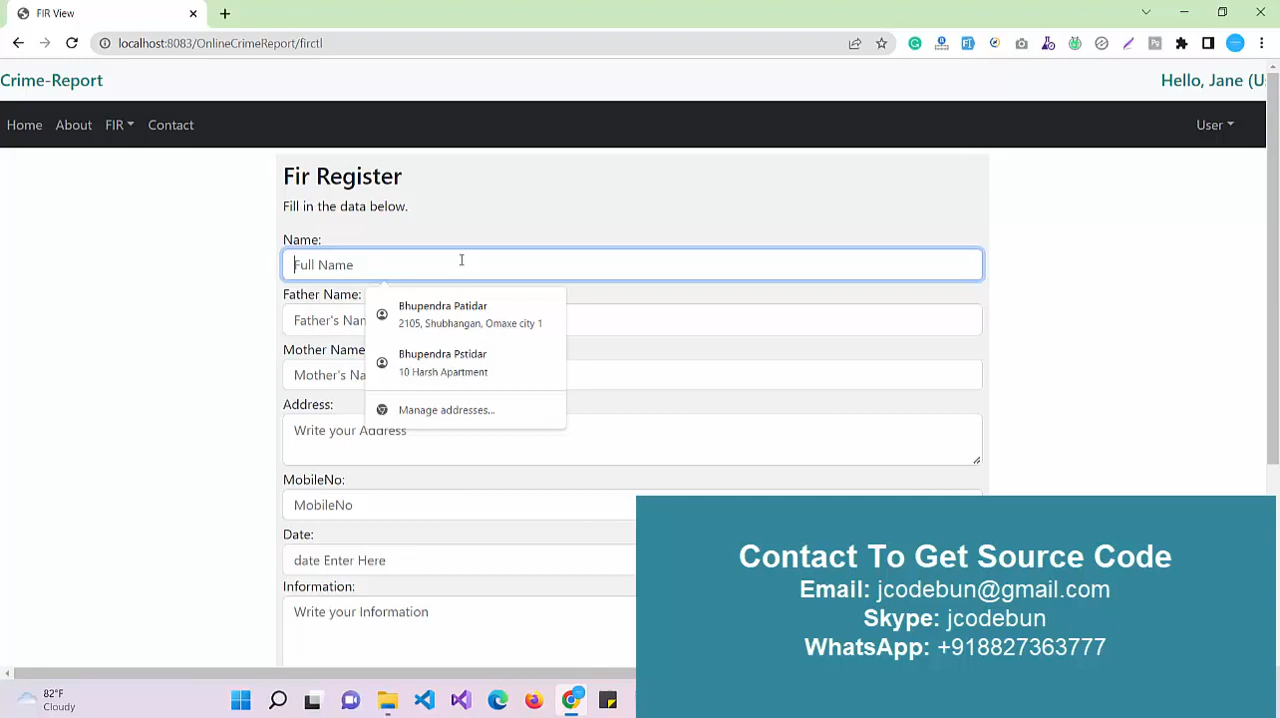 FIR View
localhost:8083/OnlineCrimeReport/firctl
Crime-Report
Hello, Jane (U
Home About FIR Contact User
Fir Register
Fill in the data below.
Name:
Full Name
Bhupendra Patidar
2105, Shubhangan, Omaxe city 1
Bhupendra Pstidar
10 Harsh Apartment
Manage addresses...
Father Name:
Father's Nam
Mother Name
Mother's Na
Address:
Write your Address
MobileNo:
MobileNo
Date:
date Enter Here
Information:
Write your Information
Contact To Get Source Code
Email: jcodebun@gmail.com
Skype: jcodebun
WhatsApp: +918827363777
82°F
Cloudy